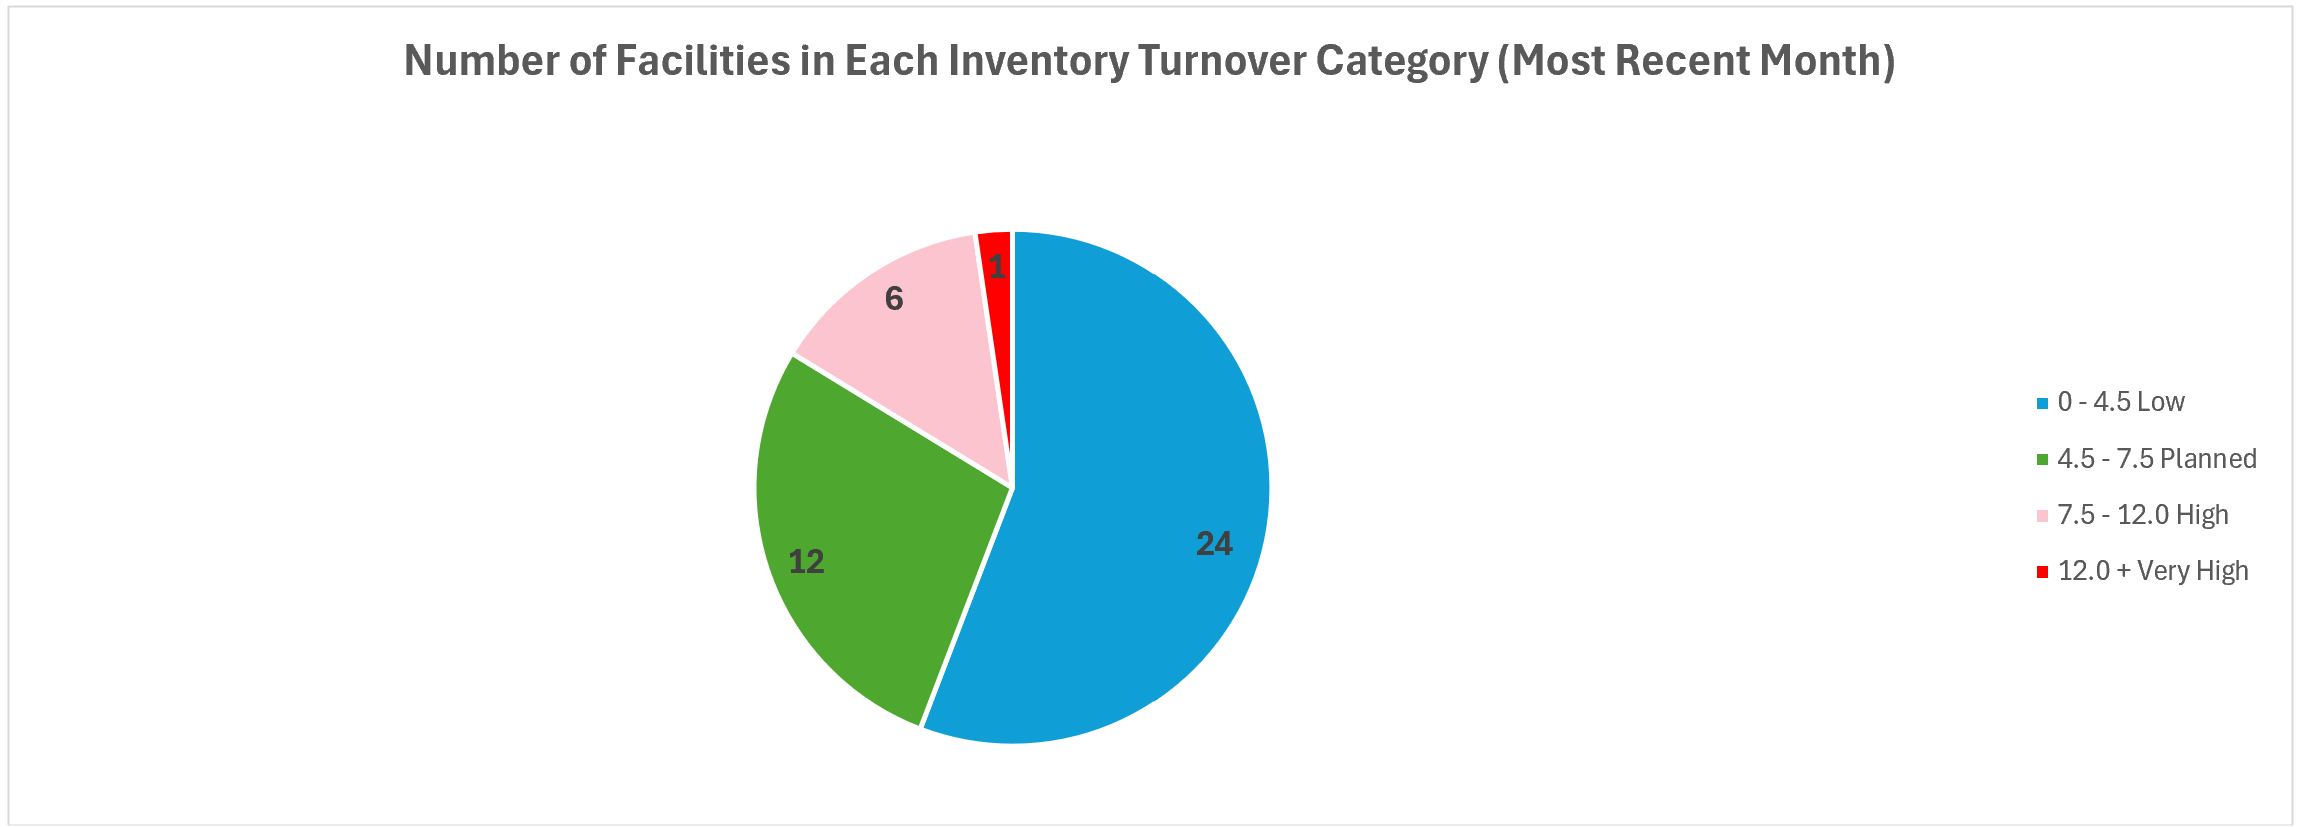 Number of Facilities in Each Inventory Turnover Category (Most Recent Month)
1
6
24
12
0 - 4.5 Low
4.5 - 7.5 Planned
7.5 - 12.0 High
12.0 + Very High